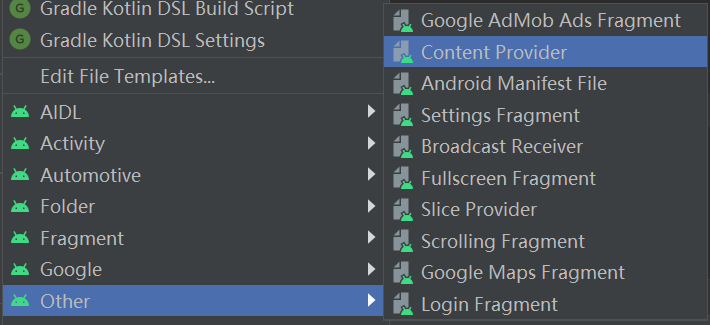 Gradle Kotlin DSL Build Script
Gradle Kotlin DSL Settings
Edit File Templates...
AIDL
Activity
Automotive
Folder
Fragment
Google
Other
Google AdMob Ads Fragment
Content Provider
Android Manifest File
Settings Fragment
Broadcast Receiver
Fullscreen Fragment
Slice Provider
Scrolling Fragment
Google Maps Fragment
Login Fragment